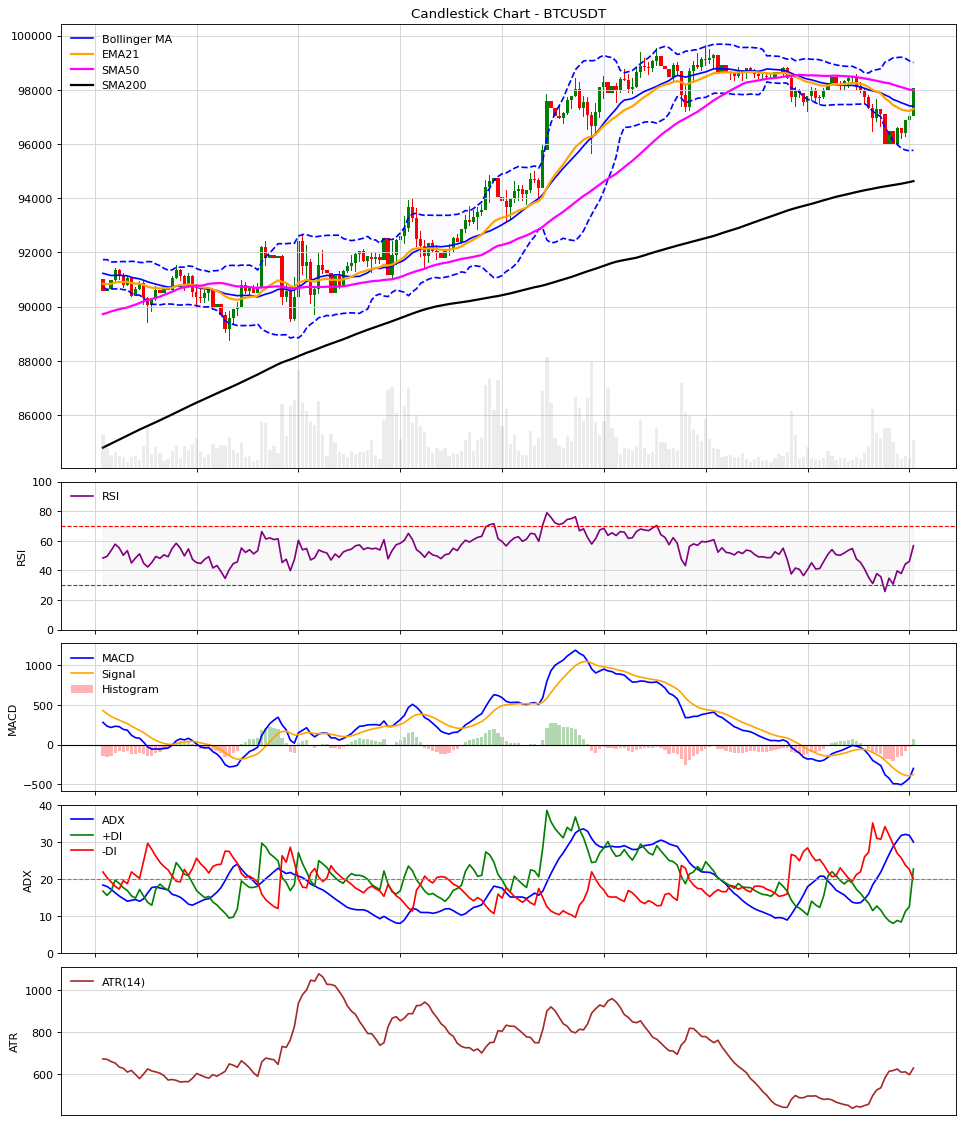 Candlestick Chart - BTCUSDT
Bollinger MA
EMA21
SMA50
SMA200
100000
98000
96000
94000
92000
90000
88000
86000
RSI
100
80
60
40
20
0
RSI
MACD
Signal
Histogram
1000
500
0
−500
MACD
ADX
+DI
-DI
40
30
20
10
0
ADX
ATR(14)
1000
800
600
ATR